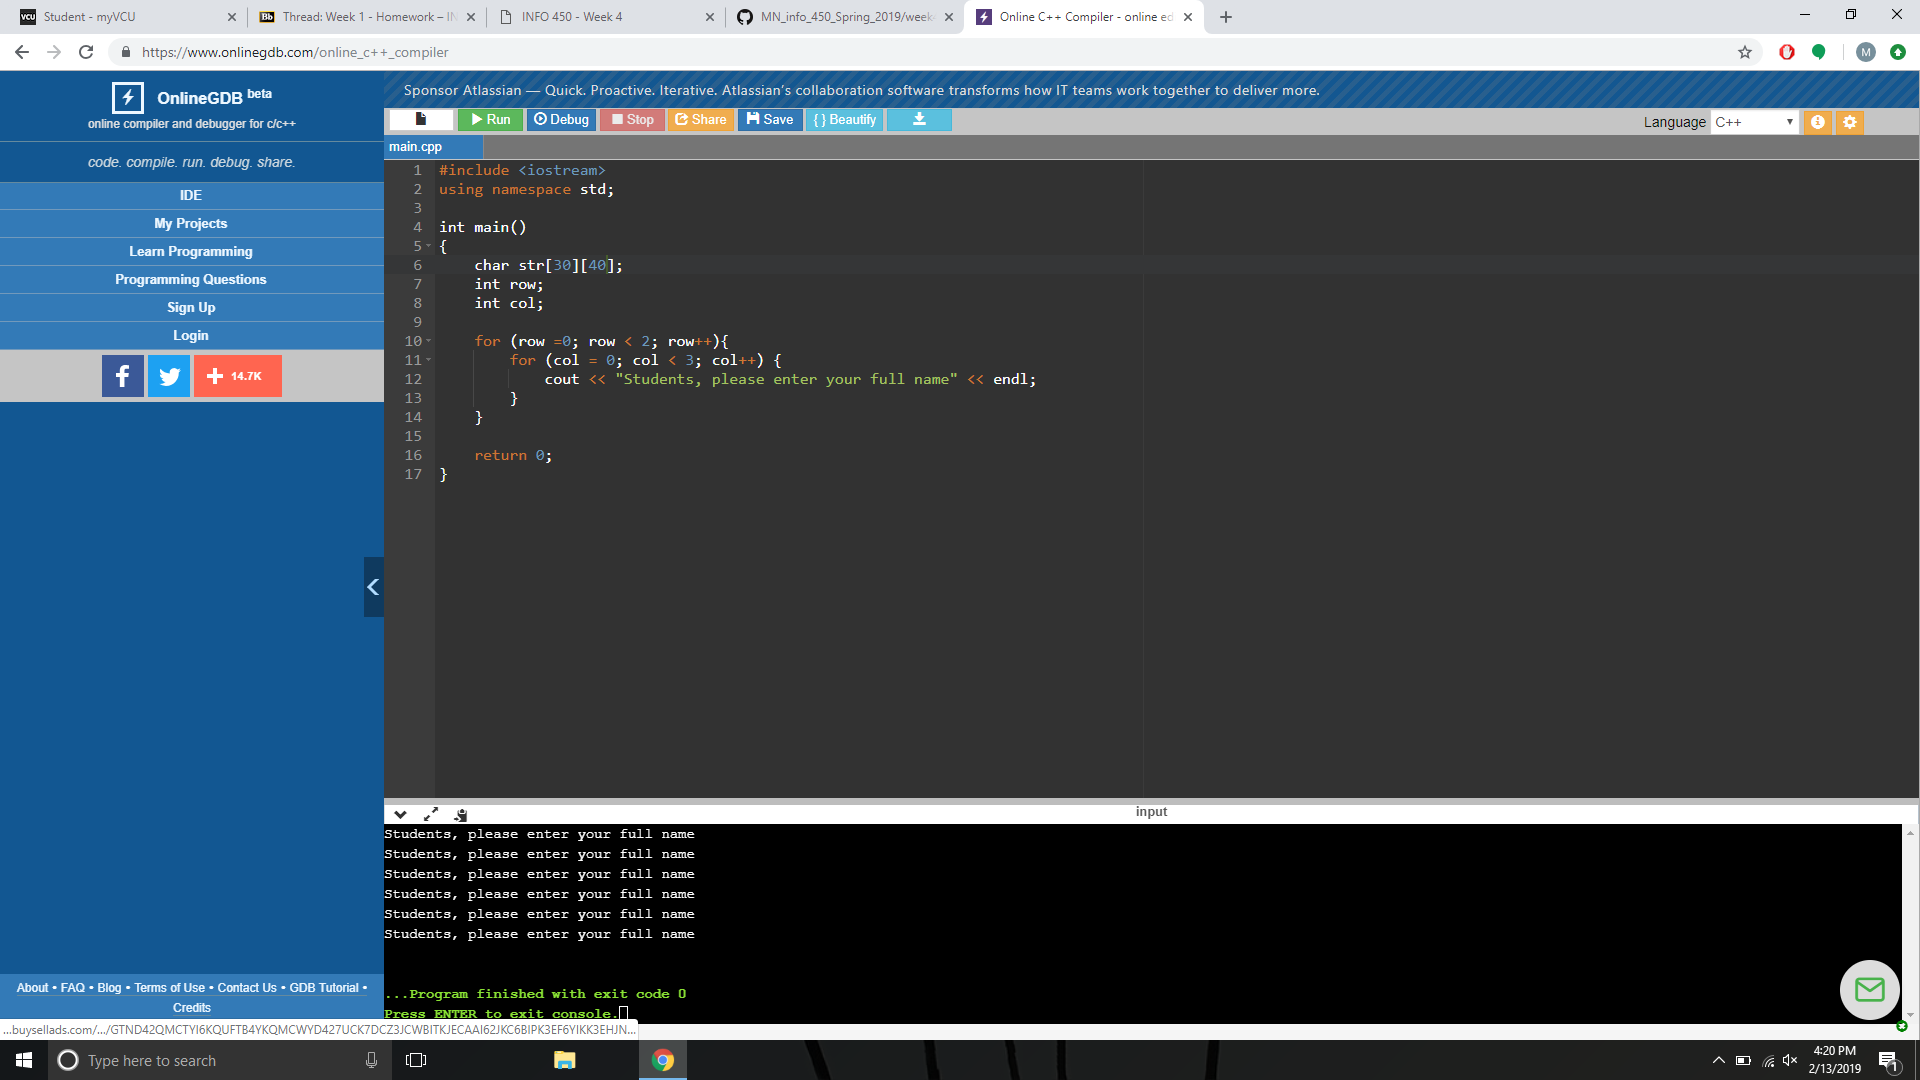 Student - myVCU
Thread: Week 1 - Homework – IN
INFO 450 - Week 4
MN_info_450_Spring_2019/week
Online C++ Compiler - online ed
https://www.onlinegdb.com/online_c++_compiler
M
OnlineGDB beta
online compiler and debugger for c/c++
code. compile. run. debug. share.
IDE
My Projects
Learn Programming
Programming Questions
Sign Up
Login
14.7K
Sponsor Atlassian — Quick. Proactive. Iterative. Atlassian’s collaboration software transforms how IT teams work together to deliver more.
Run Debug Stop Share Save { } Beautify
Language C++
main.cpp
1 #include <iostream>
2 using namespace std;
3
4 int main()
5 {
6 char str[30][40];
7 int row;
8 int col;
9
10 for (row =0; row < 2; row++){
11 for (col = 0; col < 3; col++) {
12 cout << "Students, please enter your full name" << endl;
13 }
14 }
15
16 return 0;
17 }
input
Students, please enter your full name
Students, please enter your full name
Students, please enter your full name
Students, please enter your full name
Students, please enter your full name
Students, please enter your full name
...Program finished with exit code 0
Press ENTER to exit console.
About • FAQ • Blog • Terms of Use • Contact Us • GDB Tutorial •
Credits
...buysellads.com/.../GTND42QMCTYI6KQUFTB4YKQMCWYD427UCK7DCZ3JCWBITKJECAAI62JKC6BIPK3EF6YIKK3EHJN...
Type here to search
4:20 PM
2/13/2019
1